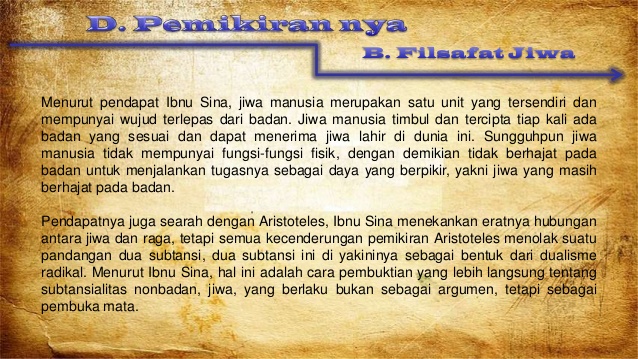 D. Pemikiran nya
B. Filsafat Jiwa
Menurut pendapat Ibnu Sina, jiwa manusia merupakan satu unit yang tersendiri dan
mempunyai wujud terlepas dari badan. Jiwa manusia timbul dan tercipta tiap kali ada
badan yang sesuai dan dapat menerima jiwa lahir di dunia ini. Sungguhpun jiwa
manusia tidak mempunyai fungsi-fungsi fisik, dengan demikian tidak berhajat pada
badan untuk menjalankan tugasnya sebagai daya yang berpikir, yakni jiwa yang masih
berhajat pada badan.
Pendapatnya juga searah dengan Aristoteles, Ibnu Sina menekankan eratnya hubungan
antara jiwa dan raga, tetapi semua kecenderungan pemikiran Aristoteles menolak suatu
pandangan dua subtansi, dua subtansi ini di yakininya sebagai bentuk dari dualisme
radikal. Menurut Ibnu Sina, hal ini adalah cara pembuktian yang lebih langsung tentang
subtansialitas nonbadan, jiwa, yang berlaku bukan sebagai argumen, tetapi sebagai
pembuka mata.